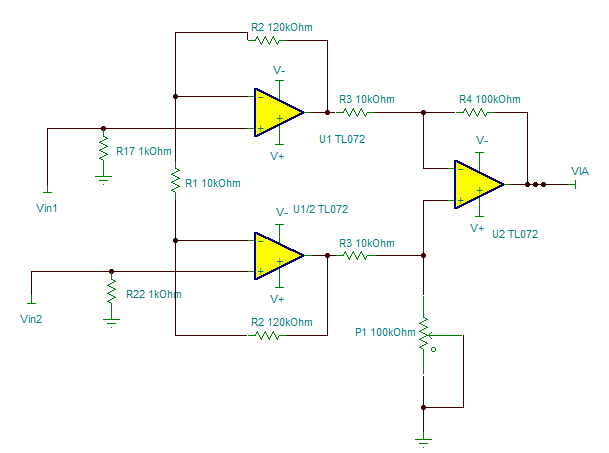 R2 120kOhm
V-
R3 10kOhm
R4 100kOhm
−
+
+
U1 TL072
V-
R17 1kOhm
V+
−
VIA
R1 10kOhm
+
+
Vin1
U1/2 TL072
V-
V+
U2 TL072
−
R3 10kOhm
+
+
R22 1kOhm
V+
Vin2
R2 120kOhm
P1 100kOhm